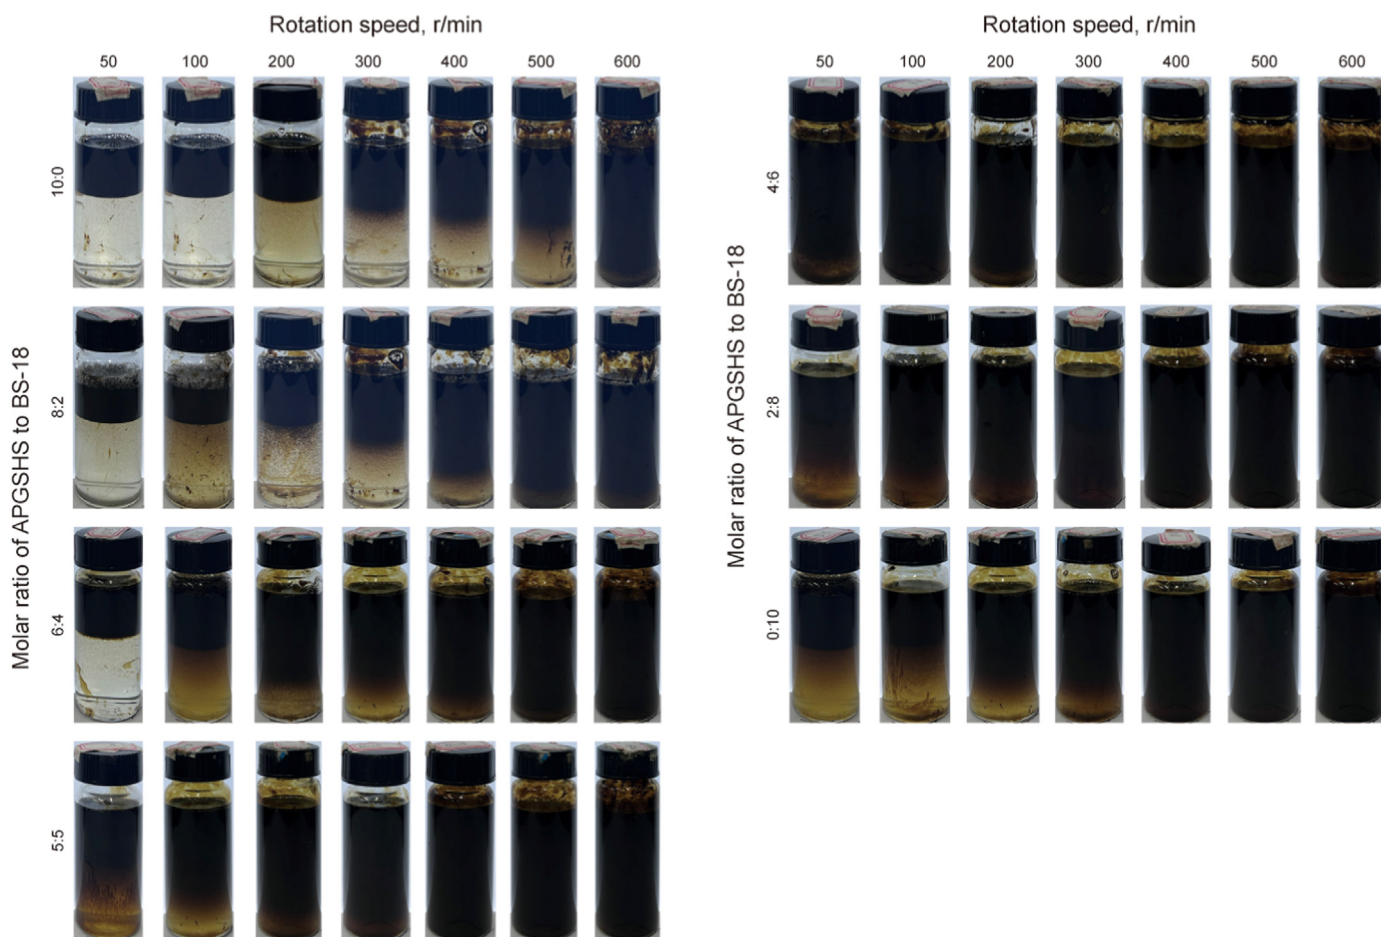 Rotation speed, r/min
50 100 200 300 400 500 600
Molar ratio of APGSHS to BS-18
10:0
8:2
6:4
5:5
Rotation speed, r/min
50 100 200 300 400 500 600
Molar ratio of APGSHS to BS-18
4:6
2:8
0:10